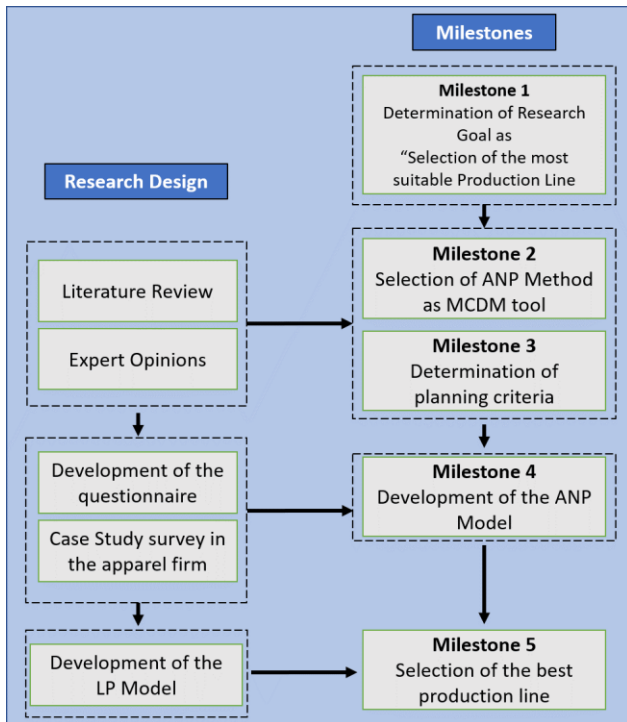 Milestones
Milestone 1
Determination of Research
Goal as
“Selection of the most
suitable Production Line
Research Design
Literature Review
Expert Opinions
Milestone 2
Selection of ANP Method
as MCDM tool
Milestone 3
Determination of
planning criteria
Development of the
questionnaire
Case Study survey in
the apparel firm
Milestone 4
Development of the ANP
Model
Development of the
LP Model
Milestone 5
Selection of the best
production line